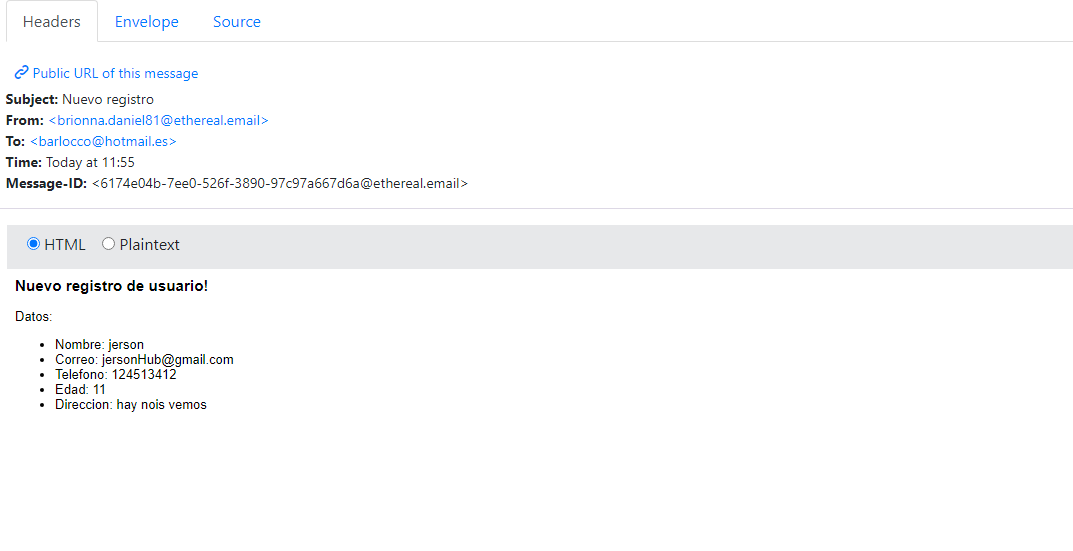 Headers Envelope Source
Public URL of this message
Subject: Nuevo registro
From: <brionna.daniel81@ethereal.email>
To: <barlocco@hotmail.es>
Time: Today at 11:55
Message-ID: <6174e04b-7ee0-526f-3890-97c97a667d6a@ethereal.email>
HTML Plaintext
Nuevo registro de usuario!
Datos:
• Nombre: jerson
• Correo: jersonHub@gmail.com
• Telefono: 124513412
• Edad: 11
• Direccion: hay nois vemos